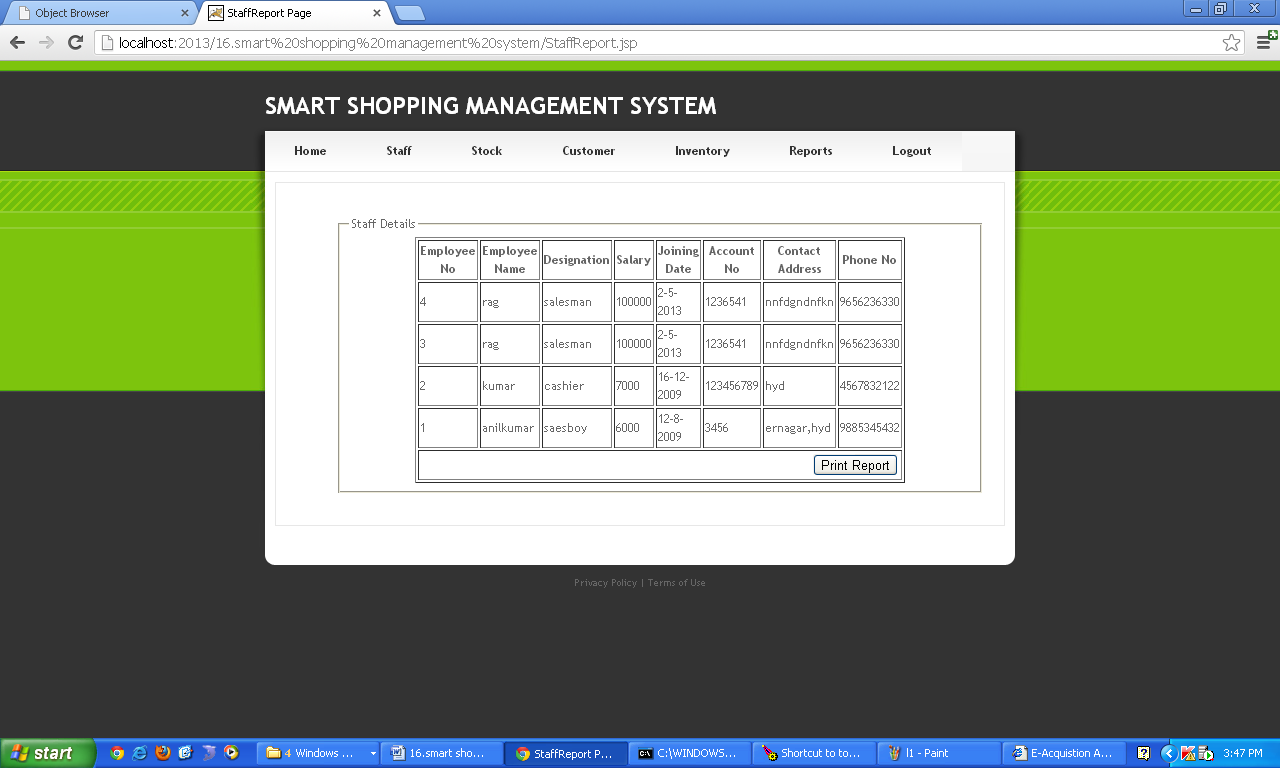 Object Browser
StaffReport Page
localhost:2013/16.smart%20shopping%20management%20system/StaffReport.jsp
SMART SHOPPING MANAGEMENT SYSTEM
Home Staff Stock Customer Inventory Reports Logout
Staff Details
Employee No Employee Name Designation Salary Joining Date Account No Contact Address Phone No
4 rag salesman 100000 2-5-2013 1236541 nnfdgndnfkn 9656236330
3 rag salesman 100000 2-5-2013 1236541 nnfdgndnfkn 9656236330
2 kumar cashier 7000 16-12-2009 123456789 hyd 4567832122
1 anilkumar saesboy 6000 12-8-2009 3456 ernagar,hyd 9885345432
Print Report
Privacy Policy | Terms of Use
start
4 Windows ...
16.smart sho...
StaffReport P...
C:\WINDOWS...
Shortcut to to...
l1 - Paint
E-Acquistion A...
3:47 PM